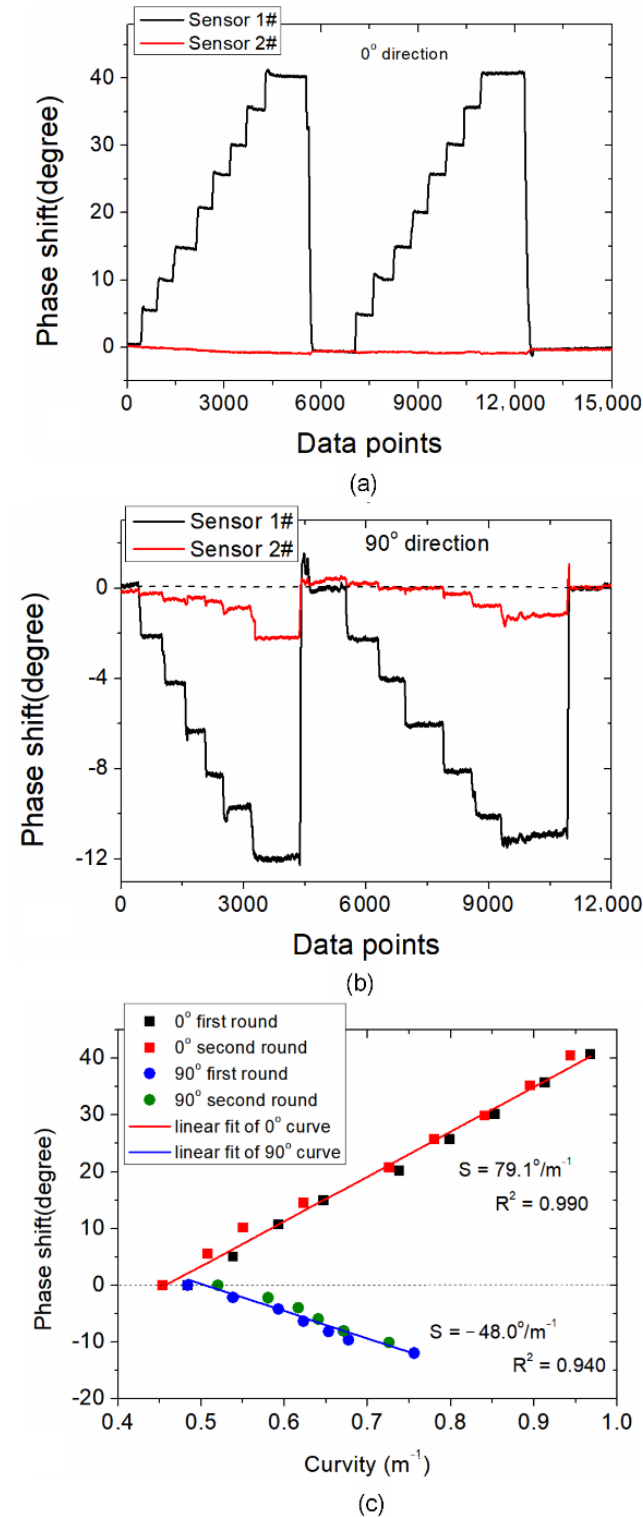 Sensor 1#
Sensor 2#
0° direction
40
30
20
10
0
Phase shift(degree)
0
3000
6000
9000
12,000
15,000
Data points
(a)
Sensor 1#
Sensor 2#
90° direction
0
-4
-8
-12
Phase shift(degree)
0
3000
6000
9000
12,000
Data points
(b)
0° first round
0° second round
90° first round
90° second round
linear fit of 0° curve
linear fit of 90° curve
S = 79.1°/m⁻¹
R² = 0.990
S = −48.0°/m⁻¹
R² = 0.940
40
30
20
10
0
-10
-20
Phase shift(degree)
0.4
0.5
0.6
0.7
0.8
0.9
1.0
Curvity (m⁻¹)
(c)